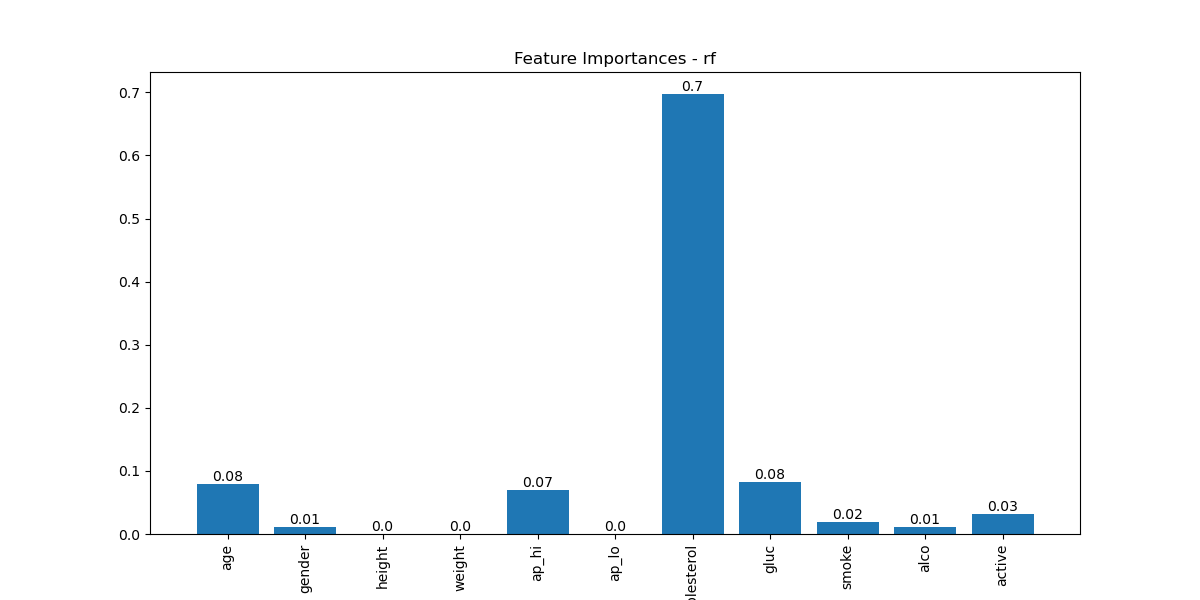 Feature Importances - rf
0.7
0.6
0.5
0.4
0.3
0.2
0.1
0.0
0.08
0.01
0.0
0.0
0.07
0.0
0.7
0.08
0.02
0.01
0.03
age
gender
height
weight
ap_hi
ap_lo
olesterol
gluc
smoke
alco
active